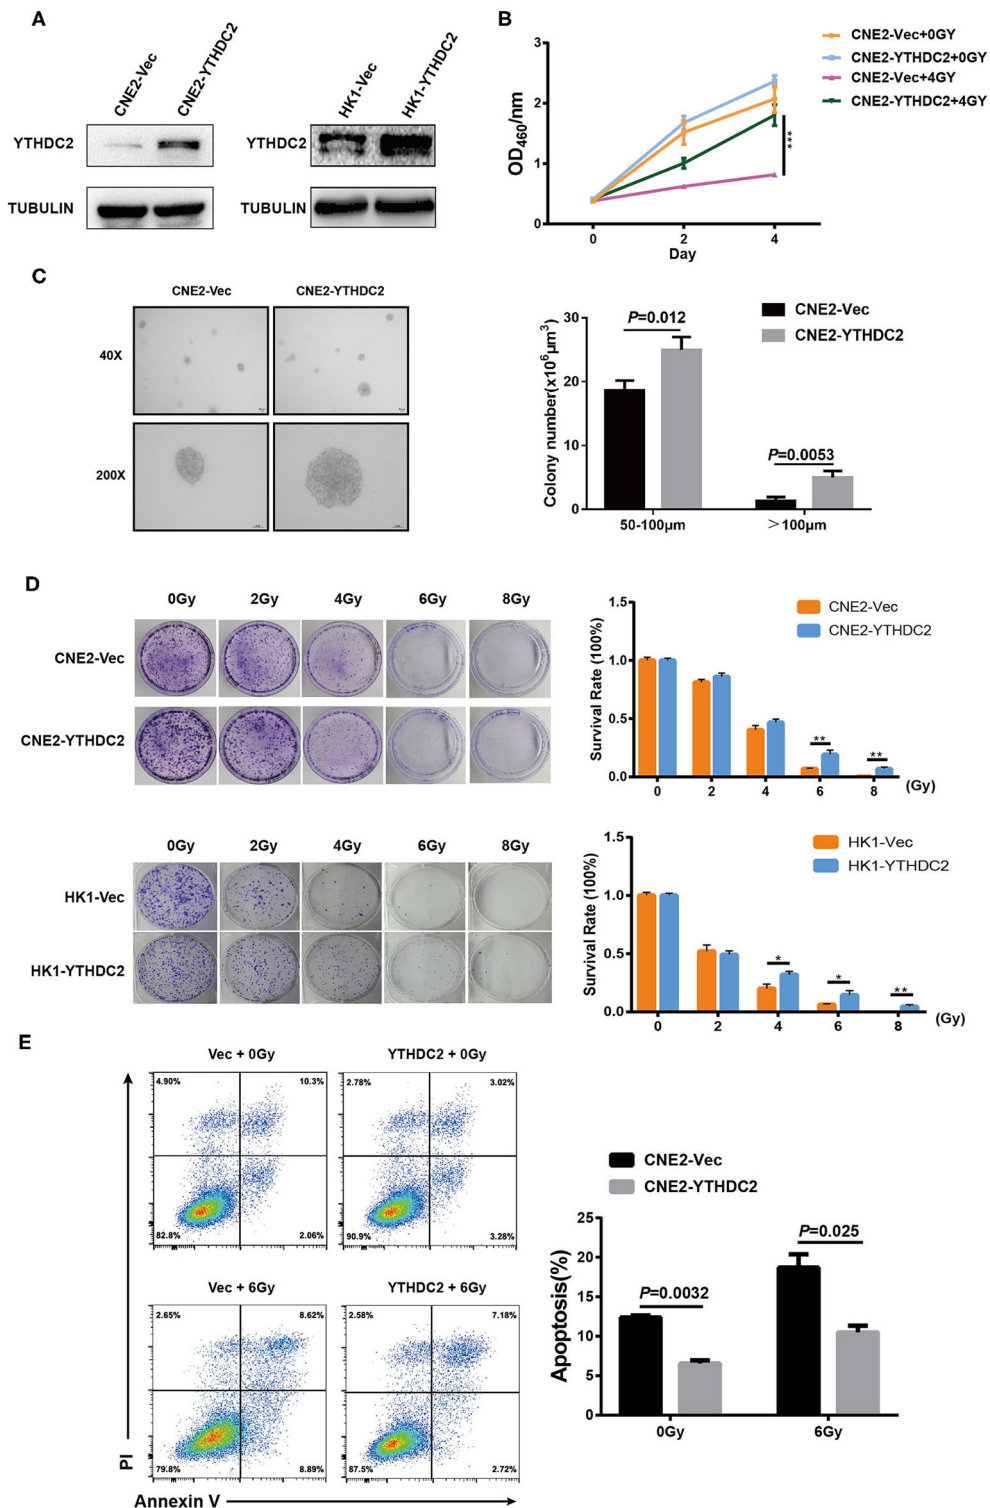 A
CNE2-Vec
CNE2-YTHDC2
YTHDC2
TUBULIN
HK1-Vec
HK1-YTHDC2
YTHDC2
TUBULIN
B
CNE2-Vec+0GY
CNE2-YTHDC2+0GY
CNE2-Vec+4GY
CNE2-YTHDC2+4GY
OD460/nm
3
2
1
0
0 2 4
Day
***
C
CNE2-Vec CNE2-YTHDC2
40X
200X
CNE2-Vec
CNE2-YTHDC2
Colony number(x10⁶µm³)
30
20
10
0
P=0.012
P=0.0053
50-100µm >100µm
D
0Gy 2Gy 4Gy 6Gy 8Gy
CNE2-Vec
CNE2-YTHDC2
CNE2-Vec
CNE2-YTHDC2
Survival Rate (100%)
1.5
1.0
0.5
0.0
** **
0 2 4 6 8 (Gy)
0Gy 2Gy 4Gy 6Gy 8Gy
HK1-Vec
HK1-YTHDC2
HK1-Vec
HK1-YTHDC2
Survival Rate (100%)
1.5
1.0
0.5
0.0
* * **
0 2 4 6 8 (Gy)
E
Vec + 0Gy
4.90% 10.3%
82.8% 2.06%
YTHDC2 + 0Gy
2.78% 3.02%
90.9% 3.28%
Vec + 6Gy
2.65% 8.62%
79.8% 8.89%
YTHDC2 + 6Gy
2.58% 7.18%
87.5% 2.72%
PI
Annexin V
CNE2-Vec
CNE2-YTHDC2
Apoptosis(%)
25
20
15
10
5
0
P=0.0032
P=0.025
0Gy 6Gy